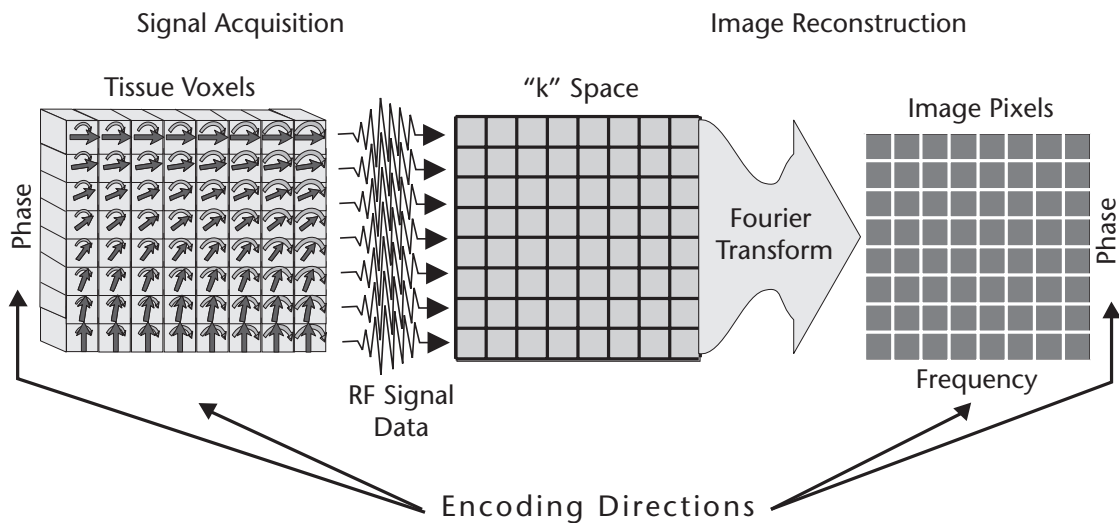 Signal Acquisition
Image Reconstruction
Tissue Voxels
“k” Space
Image Pixels
Phase
Fourier
Transform
Phase
RF Signal
Data
Frequency
Encoding Directions